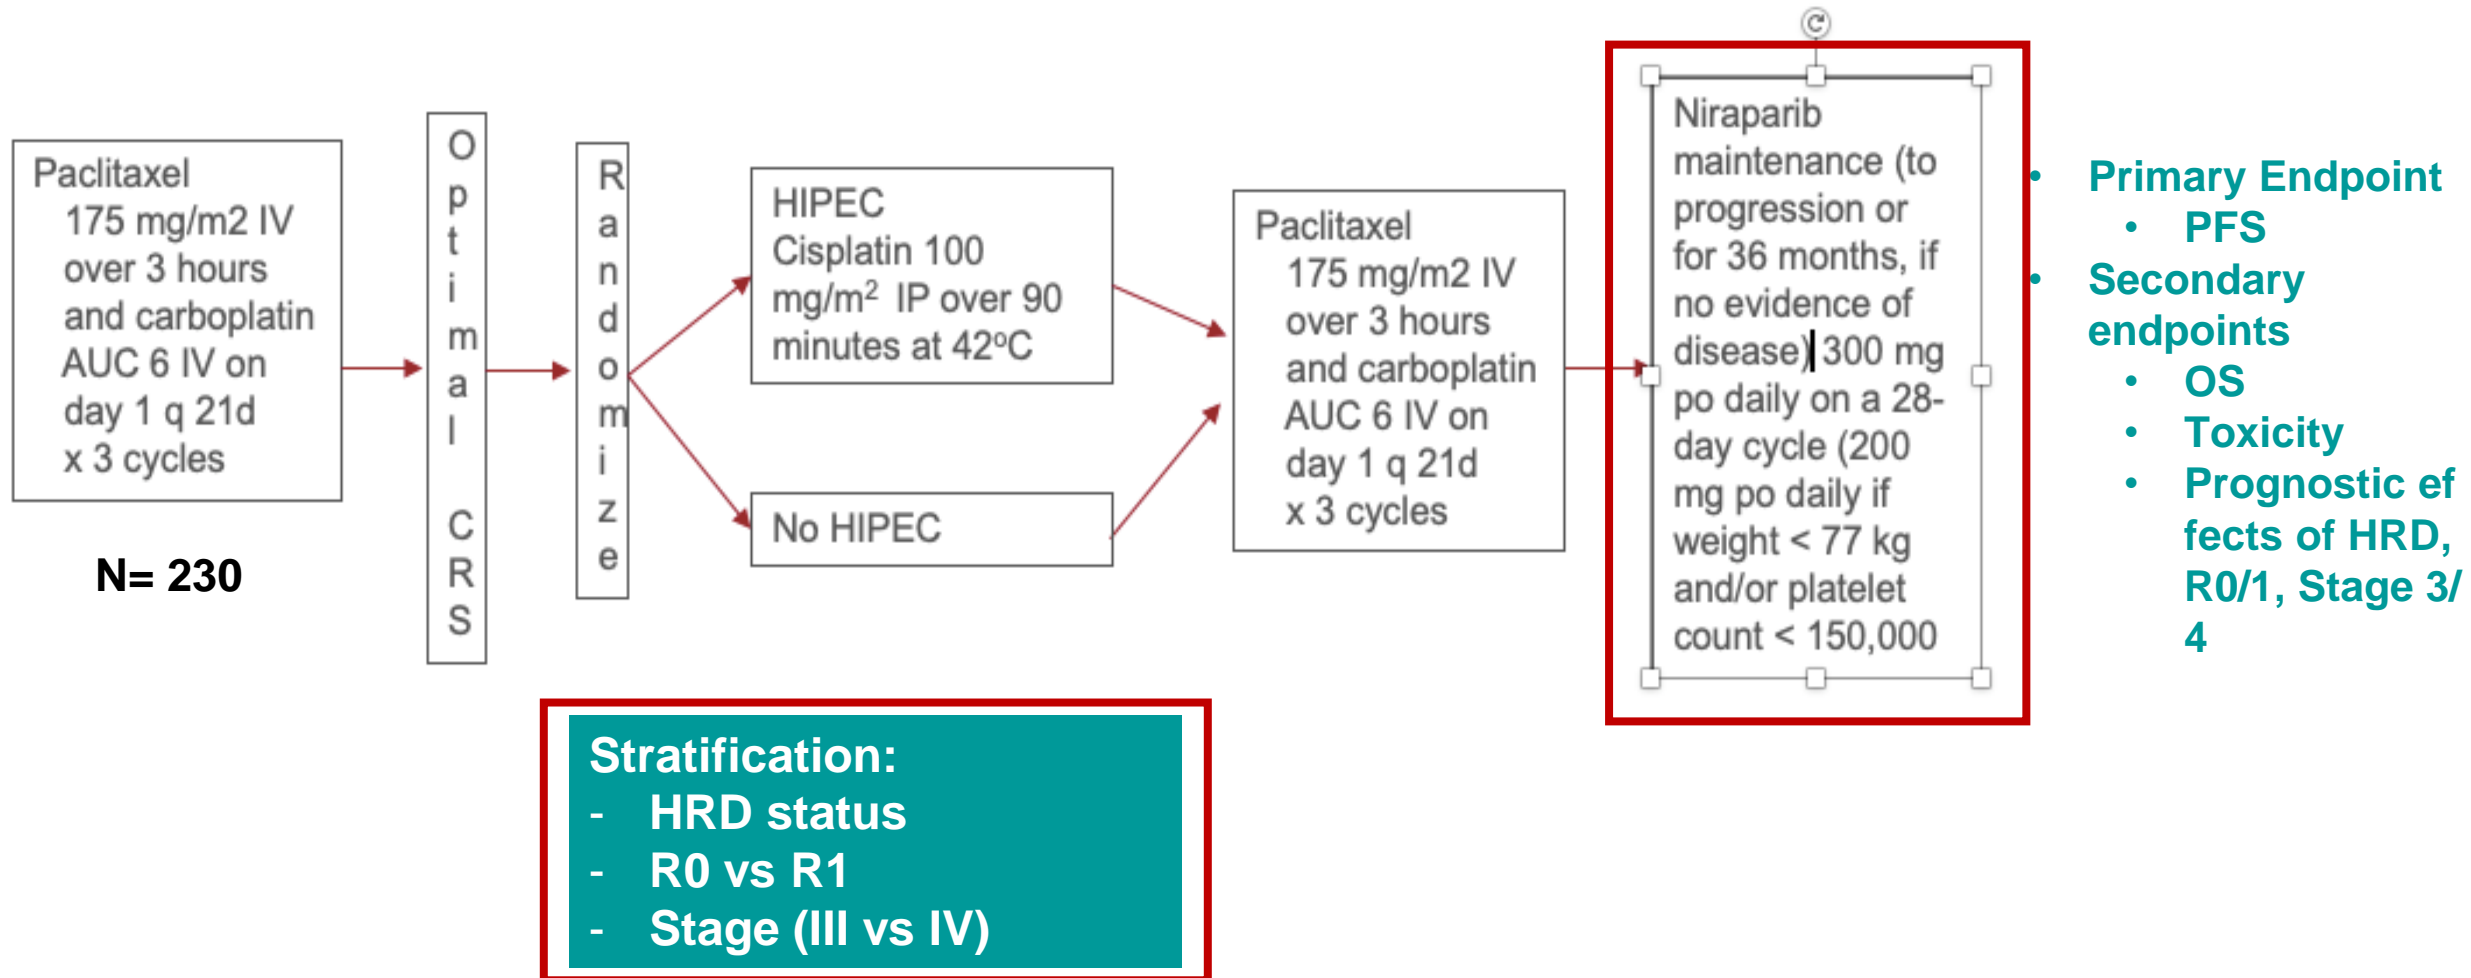 Paclitaxel
175 mg/m2 IV
over 3 hours
and carboplatin
AUC 6 IV on
day 1 q 21d
x 3 cycles
N= 230
Optimal CRS
Randomize
HIPEC
Cisplatin 100
mg/m² IP over 90
minutes at 42ºC
No HIPEC
Paclitaxel
175 mg/m2 IV
over 3 hours
and carboplatin
AUC 6 IV on
day 1 q 21d
x 3 cycles
Niraparib
maintenance (to
progression or
for 36 months, if
no evidence of
disease) 300 mg
po daily on a 28-
day cycle (200
mg po daily if
weight < 77 kg
and/or platelet
count < 150,000
• Primary Endpoint
• PFS
• Secondary
endpoints
• OS
• Toxicity
• Prognostic ef
fects of HRD,
R0/1, Stage 3/
4
Stratification:
- HRD status
- R0 vs R1
- Stage (III vs IV)